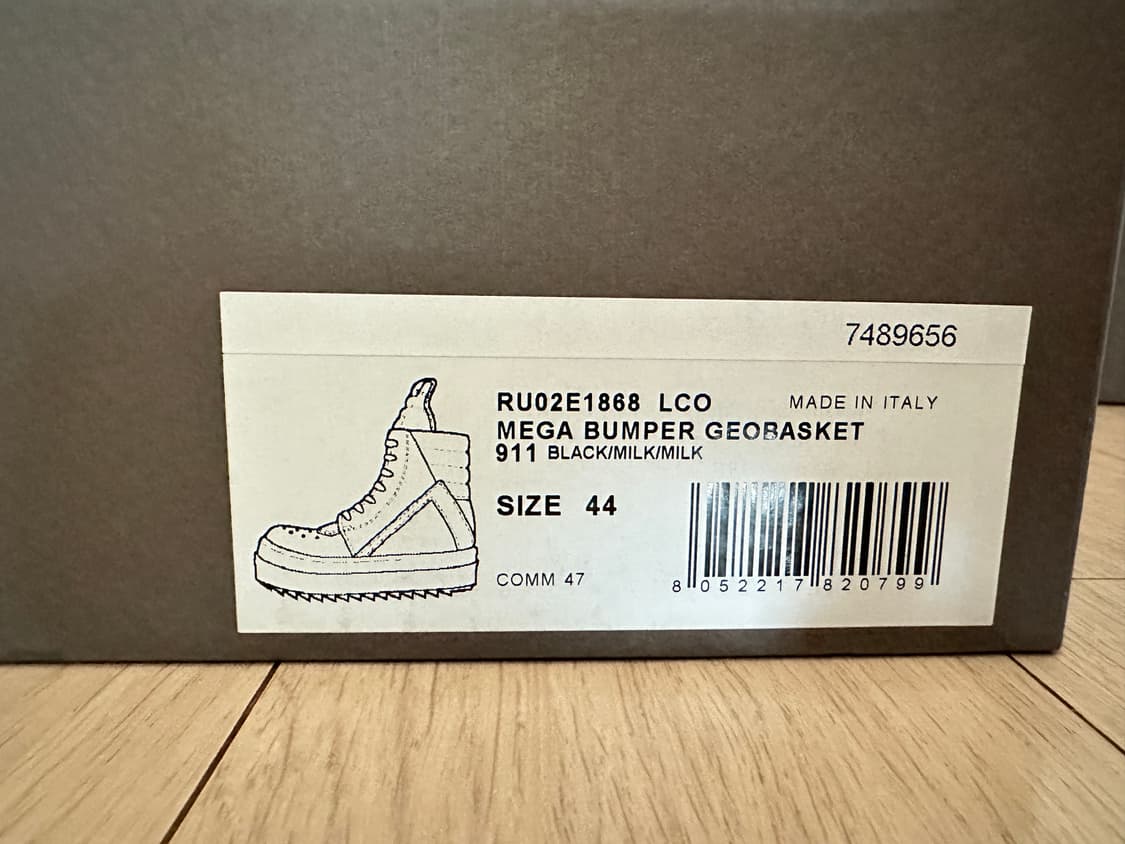 7489656
RU02E1868 LCO MADE IN ITALY
MEGA BUMPER GEOBASKET
911 BLACK/MILK/MILK
SIZE 44
COMM 47
8 052217 820799